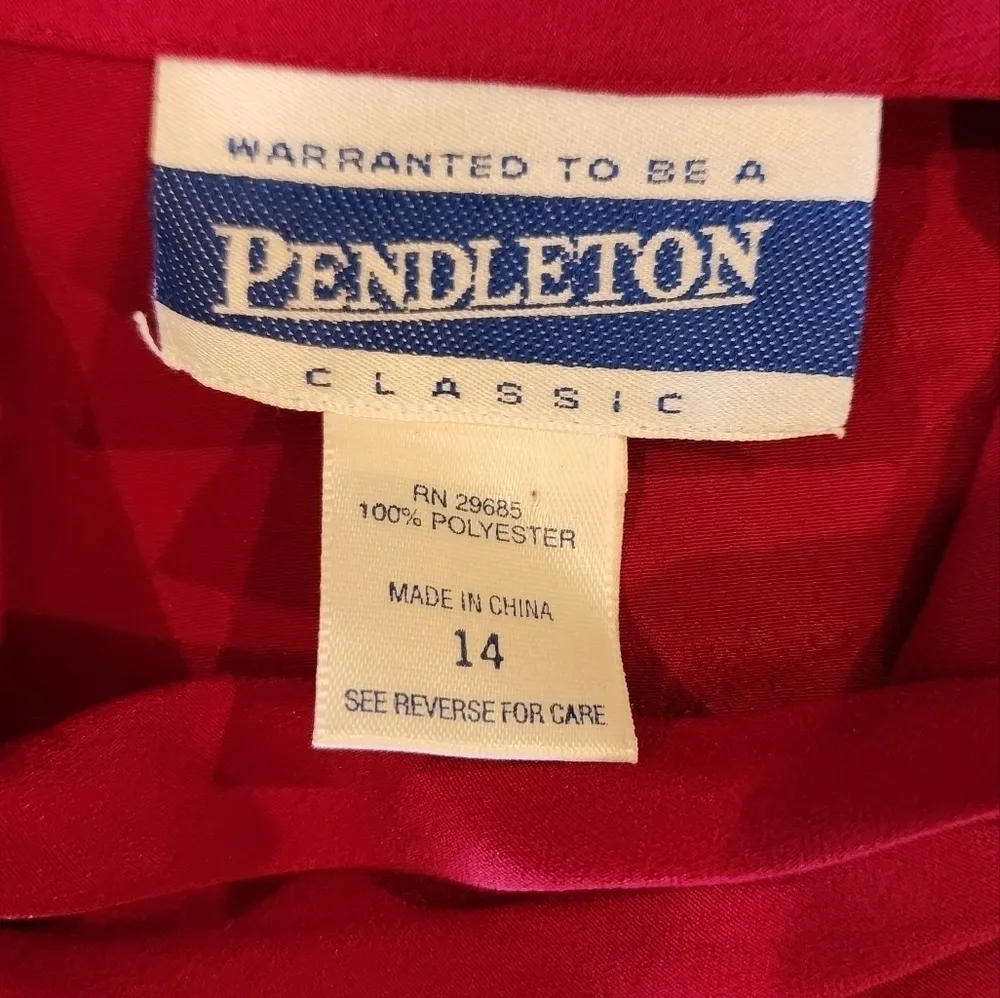 WARRANTED TO BE A
PENDLETON
CLASSIC
RN 29685
100% POLYESTER
MADE IN CHINA
14
SEE REVERSE FOR CARE